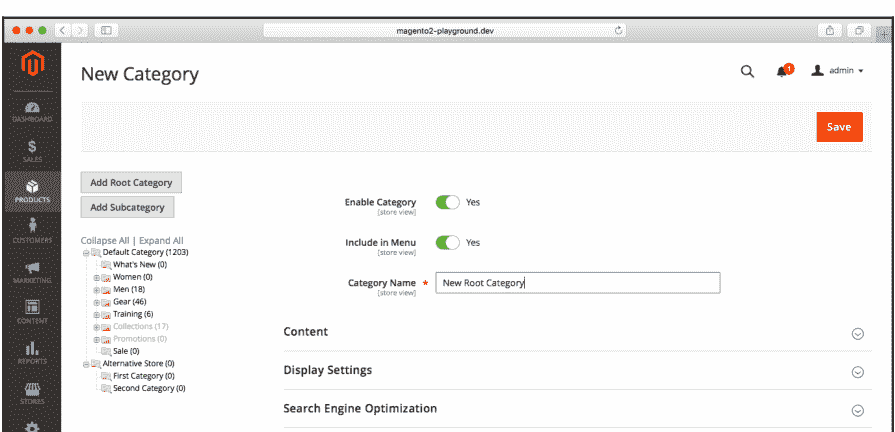 magento2-playground.dev
New Category
1
admin
DASHBOARD
Save
$
SALES
Add Root Category
PRODUCTS
Add Subcategory
Enable Category
Yes
[store view]
CUSTOMERS
Collapse All | Expand All
Include in Menu
Yes
[store view]
Default Category (1203)
What's New (0)
Women (0)
Category Name * New Root Category
[store view]
MARKETING
Men (18)
Gear (46)
Training (6)
CONTENT
Collections (17)
Content
Promotions (0)
Sale (0)
REPORTS
Alternative Store (0)
Display Settings
First Category (0)
Second Category (0)
STORES
Search Engine Optimization